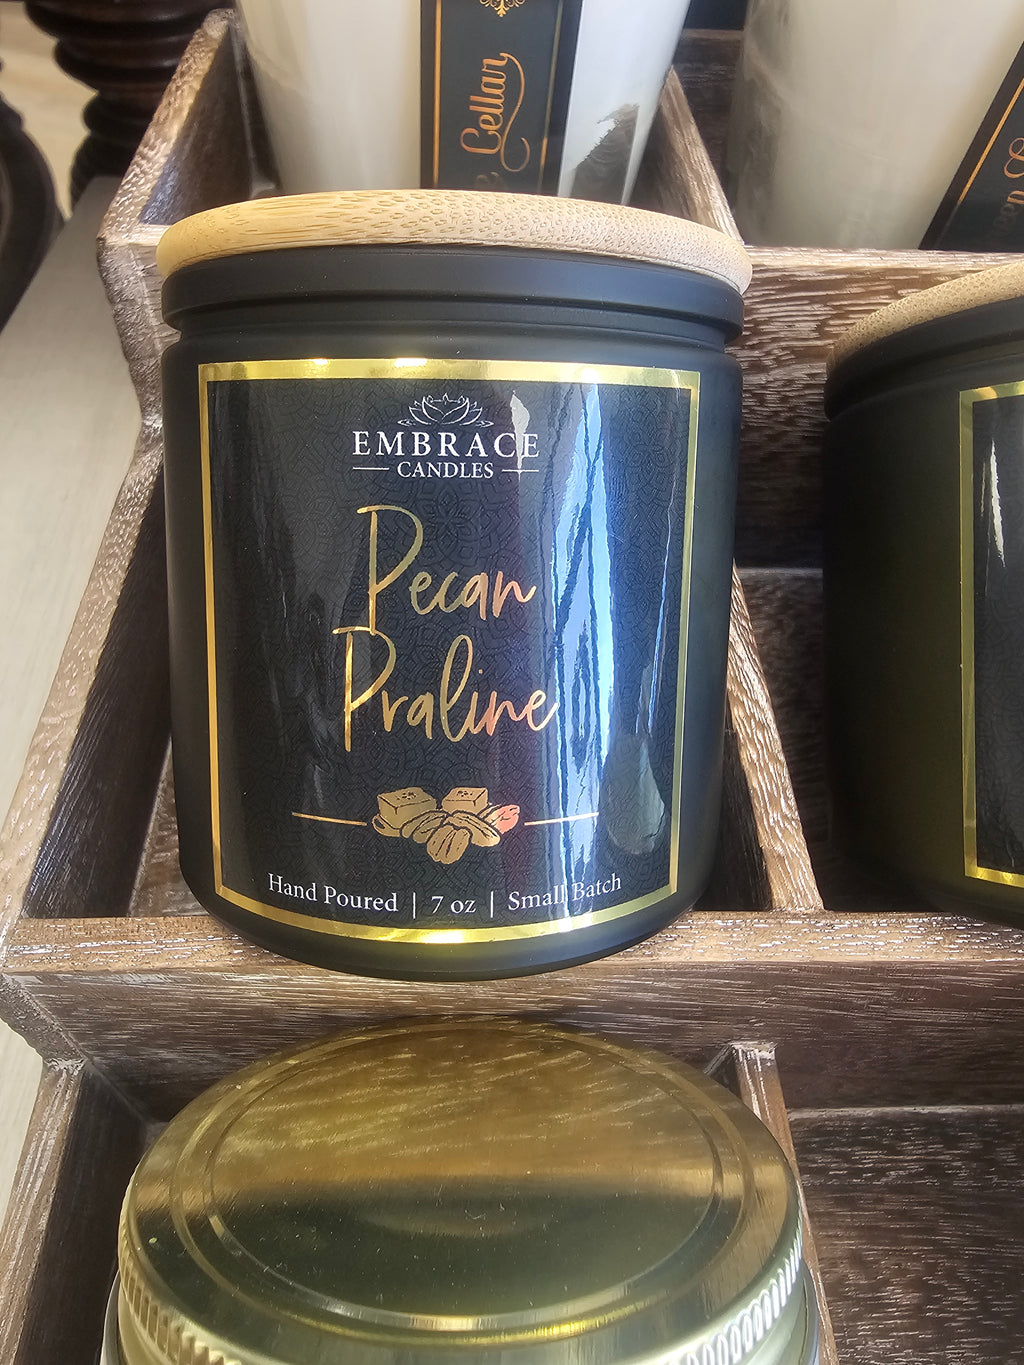 Cellar
EMBRACE
CANDLES
Pecan
Praline
Hand Poured | 7 oz | Small Batch